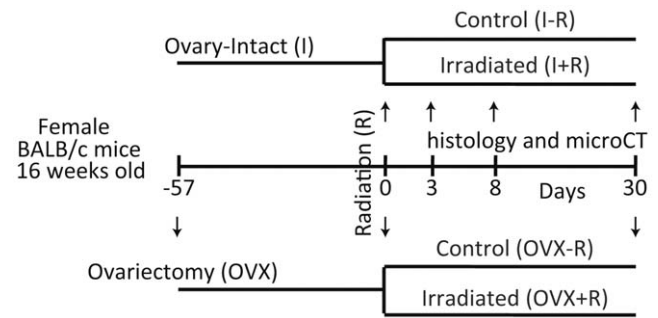 Control (I-R)
Ovary-Intact (I)
Irradiated (I+R)
Female
BALB/c mice
16 weeks old
Radiation (R)
histology and microCT
-57
0
3
8
Days
30
Control (OVX-R)
Ovariectomy (OVX)
Irradiated (OVX+R)